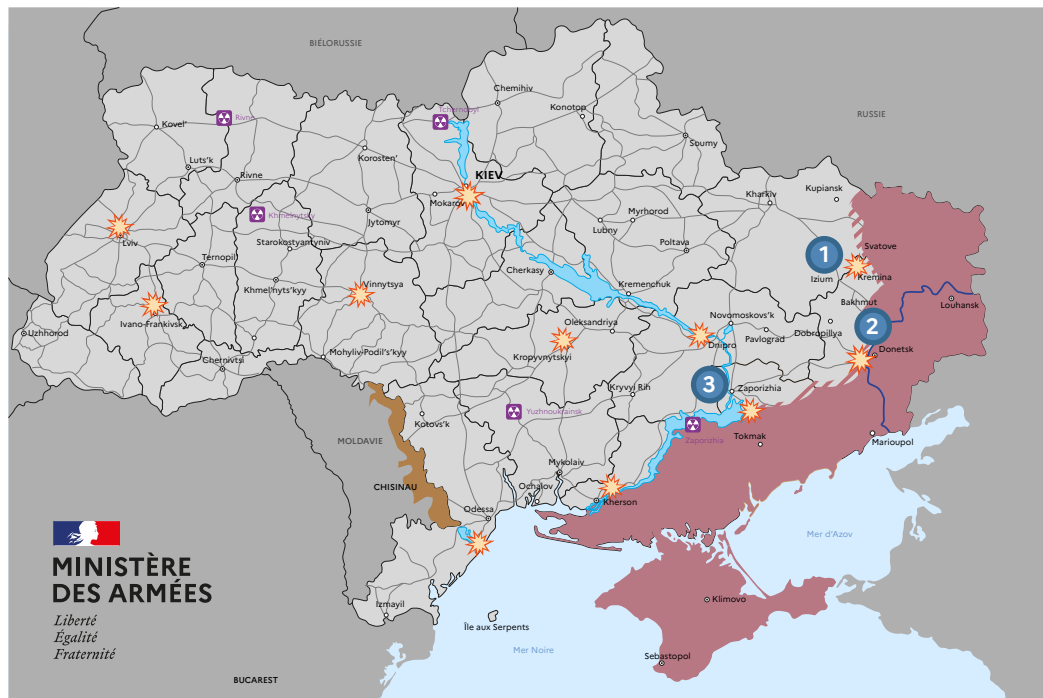 BIÉLORUSSIE
RUSSIE
Chernihiv
Konotop
Tchernobyl
Rivne
Kovel'
Soumy
Korosten'
Luts'k
Rivne
KIEV
Kupiansk
Kharkiv
Mokarov
Myrhorod
Lubny
Khmelnytsky
Jytomyr
Lviv
Starokostyantyniv
Poltava
Svatove
1
Ternopil
Cherkasy
Izium
Kremina
Khmel'nyts'kyy
Vinnytsya
Kremenchuk
Bakhmut
Louhansk
Ivano-Frankivsk
Oleksandriya
Novomoskovs'k
2
Uzhhorod
Dobropillya
Pavlograd
Dnipro
Donetsk
Mohyliv-Podil's'kyy
Kropyvnytskyi
Chernivtsi
3
Kryvyi Rih
Zaporizhia
Yuzhnoukrainsk
Kotovs'k
Tokmak
Zaporizhia
MOLDAVIE
Marioupol
Mykolaiv
CHISINAU
Ochalov
Kherson
Odessa
Mer d'Azov
MINISTÈRE
DES ARMÉES
Liberté
Égalité
Fraternité
Izmayil
Klimovo
Île aux Serpents
Mer Noire
Sebastopol
BUCAREST